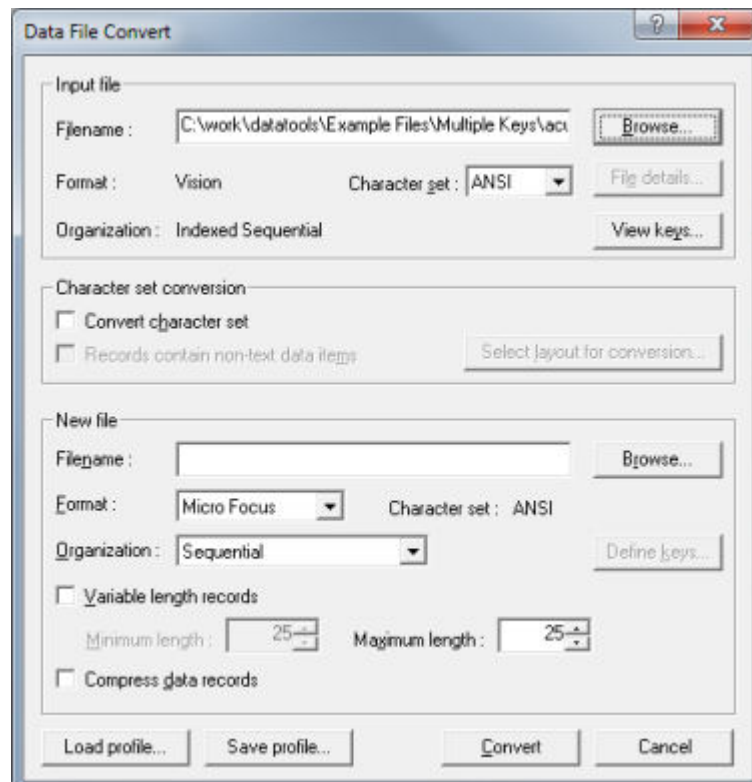 Data File Convert
Input file
Filename : C:\work\datatools\Example Files\Multiple Keys\acu Browse...
Format : Vision Character set : ANSI File details...
Organization : Indexed Sequential View keys...
Character set conversion
Convert character set
Records contain non-text data items Select layout for conversion...
New file
Filename : Browse...
Format : Micro Focus Character set : ANSI
Organization : Sequential Define keys...
Variable length records
Minimum length : 25 Maximum length : 25
Compress data records
Load profile... Save profile... Convert Cancel